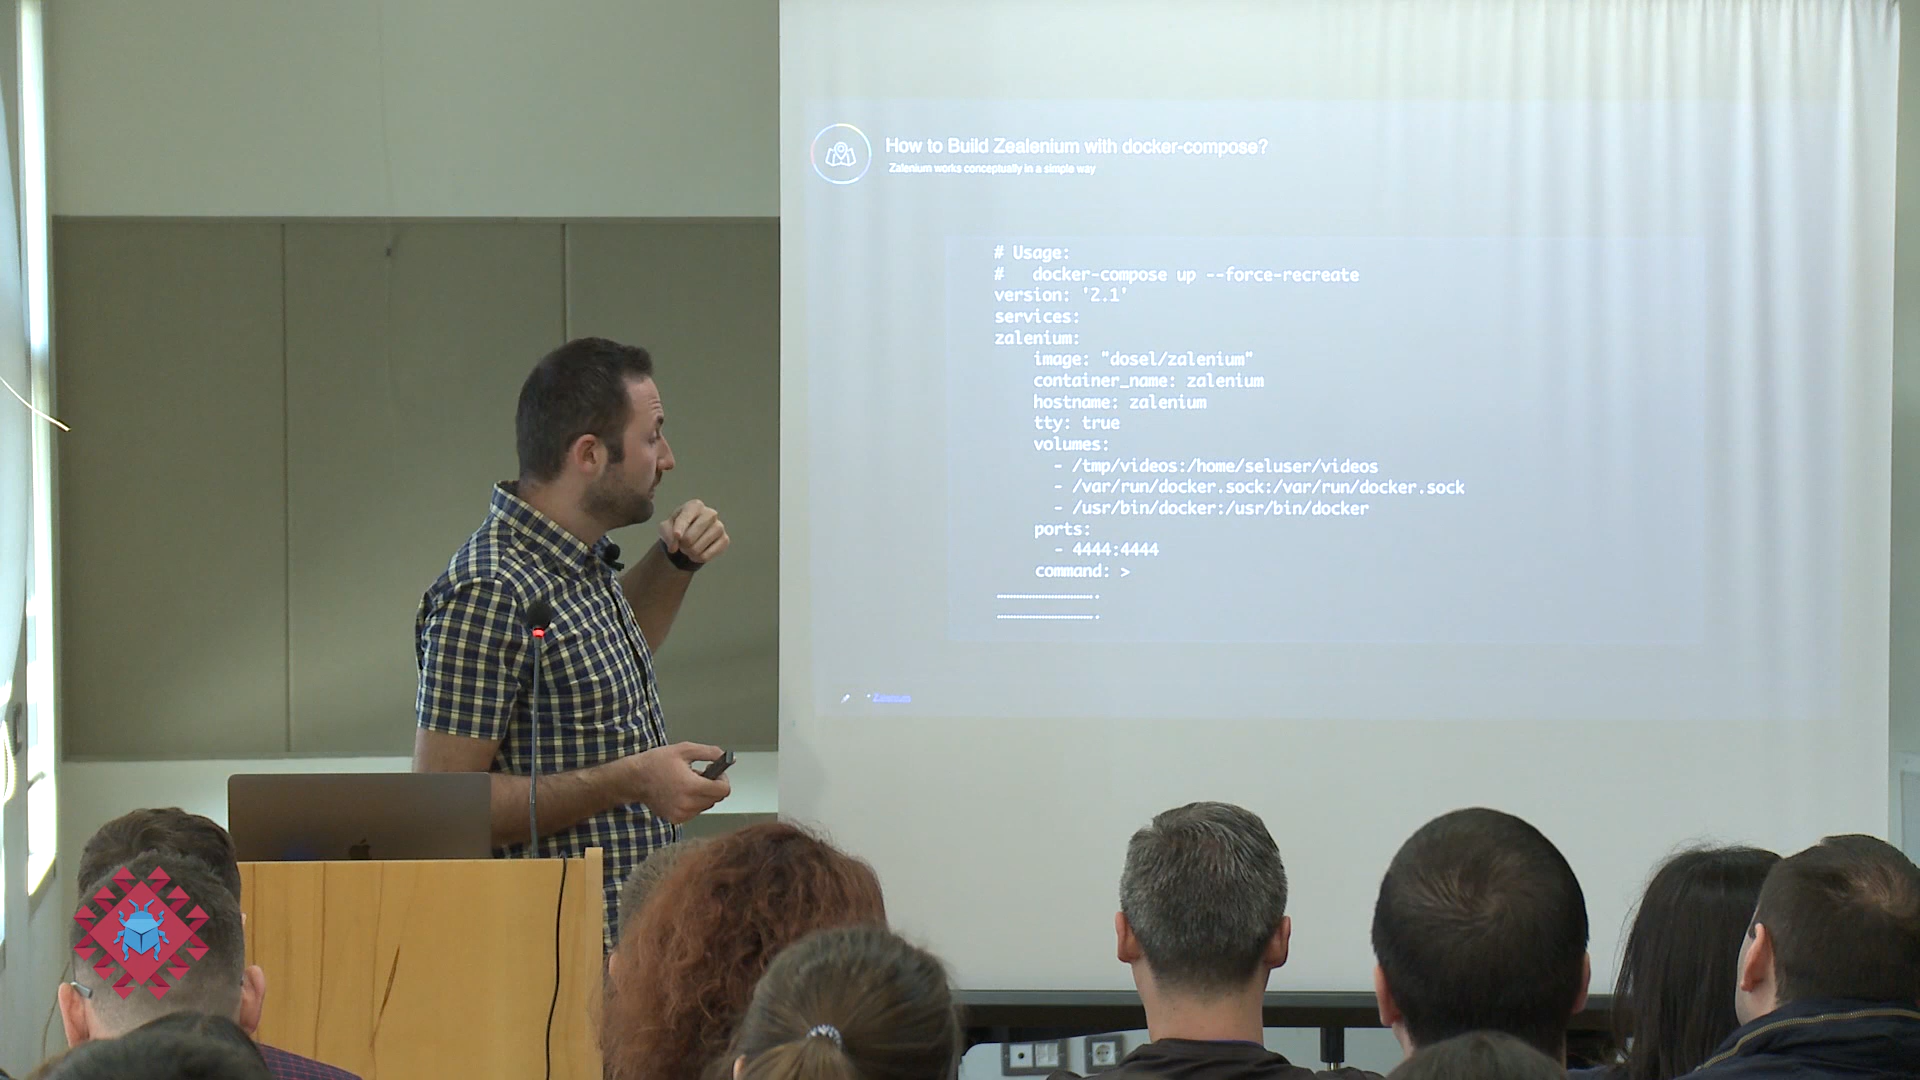 How to Build Zealenium with docker-compose?
Zalenium works conceptually in a simple way
# Usage:
#   docker-compose up --force-recreate
version: '2.1'
services:
zalenium:
    image: "dosel/zalenium"
    container_name: zalenium
    hostname: zalenium
    tty: true
    volumes:
      - /tmp/videos:/home/seluser/videos
      - /var/run/docker.sock:/var/run/docker.sock
      - /usr/bin/docker:/usr/bin/docker
    ports:
      - 4444:4444
    command: >
* Zalenium